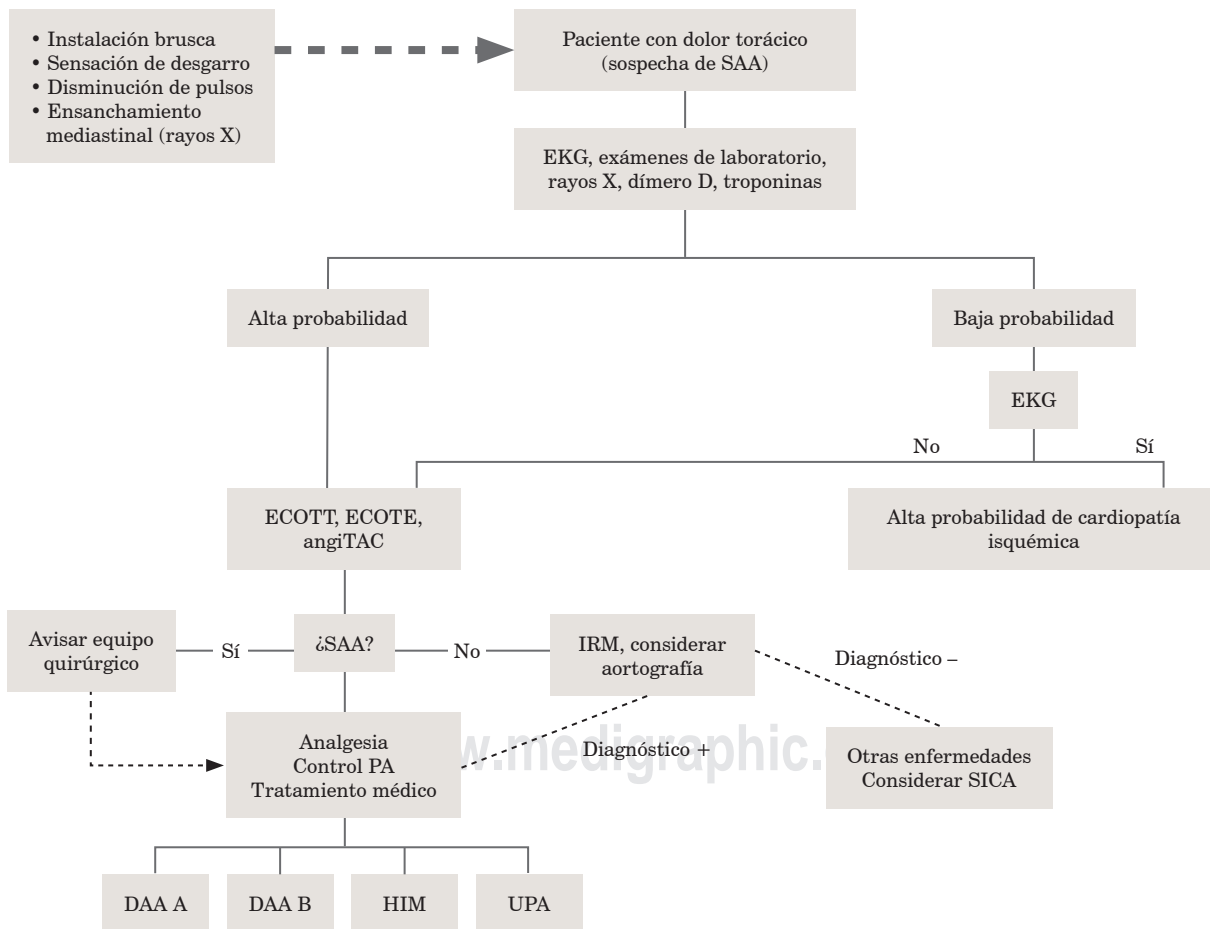 • Instalación brusca
• Sensación de desgarro
• Disminución de pulsos
• Ensanchamiento
mediastinal (rayos X)
Paciente con dolor torácico
(sospecha de SAA)
EKG, exámenes de laboratorio,
rayos X, dímero D, troponinas
Alta probabilidad
Baja probabilidad
EKG
No
Sí
ECOTT, ECOTE,
angiTAC
Alta probabilidad de cardiopatía
isquémica
Avisar equipo
quirúrgico
Sí
¿SAA?
No
IRM, considerar
aortografía
Diagnóstico –
Analgesia
Control PA
Tratamiento médico
w.medigraphic.
Diagnóstico +
Otras enfermedades
Considerar SICA
DAA A
DAA B
HIM
UPA